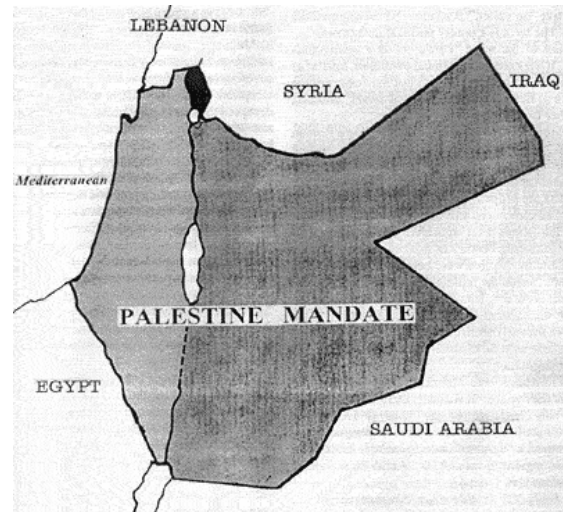 LEBANON
SYRIA
IRAQ
Mediterranean
PALESTINE MANDATE
EGYPT
SAUDI ARABIA